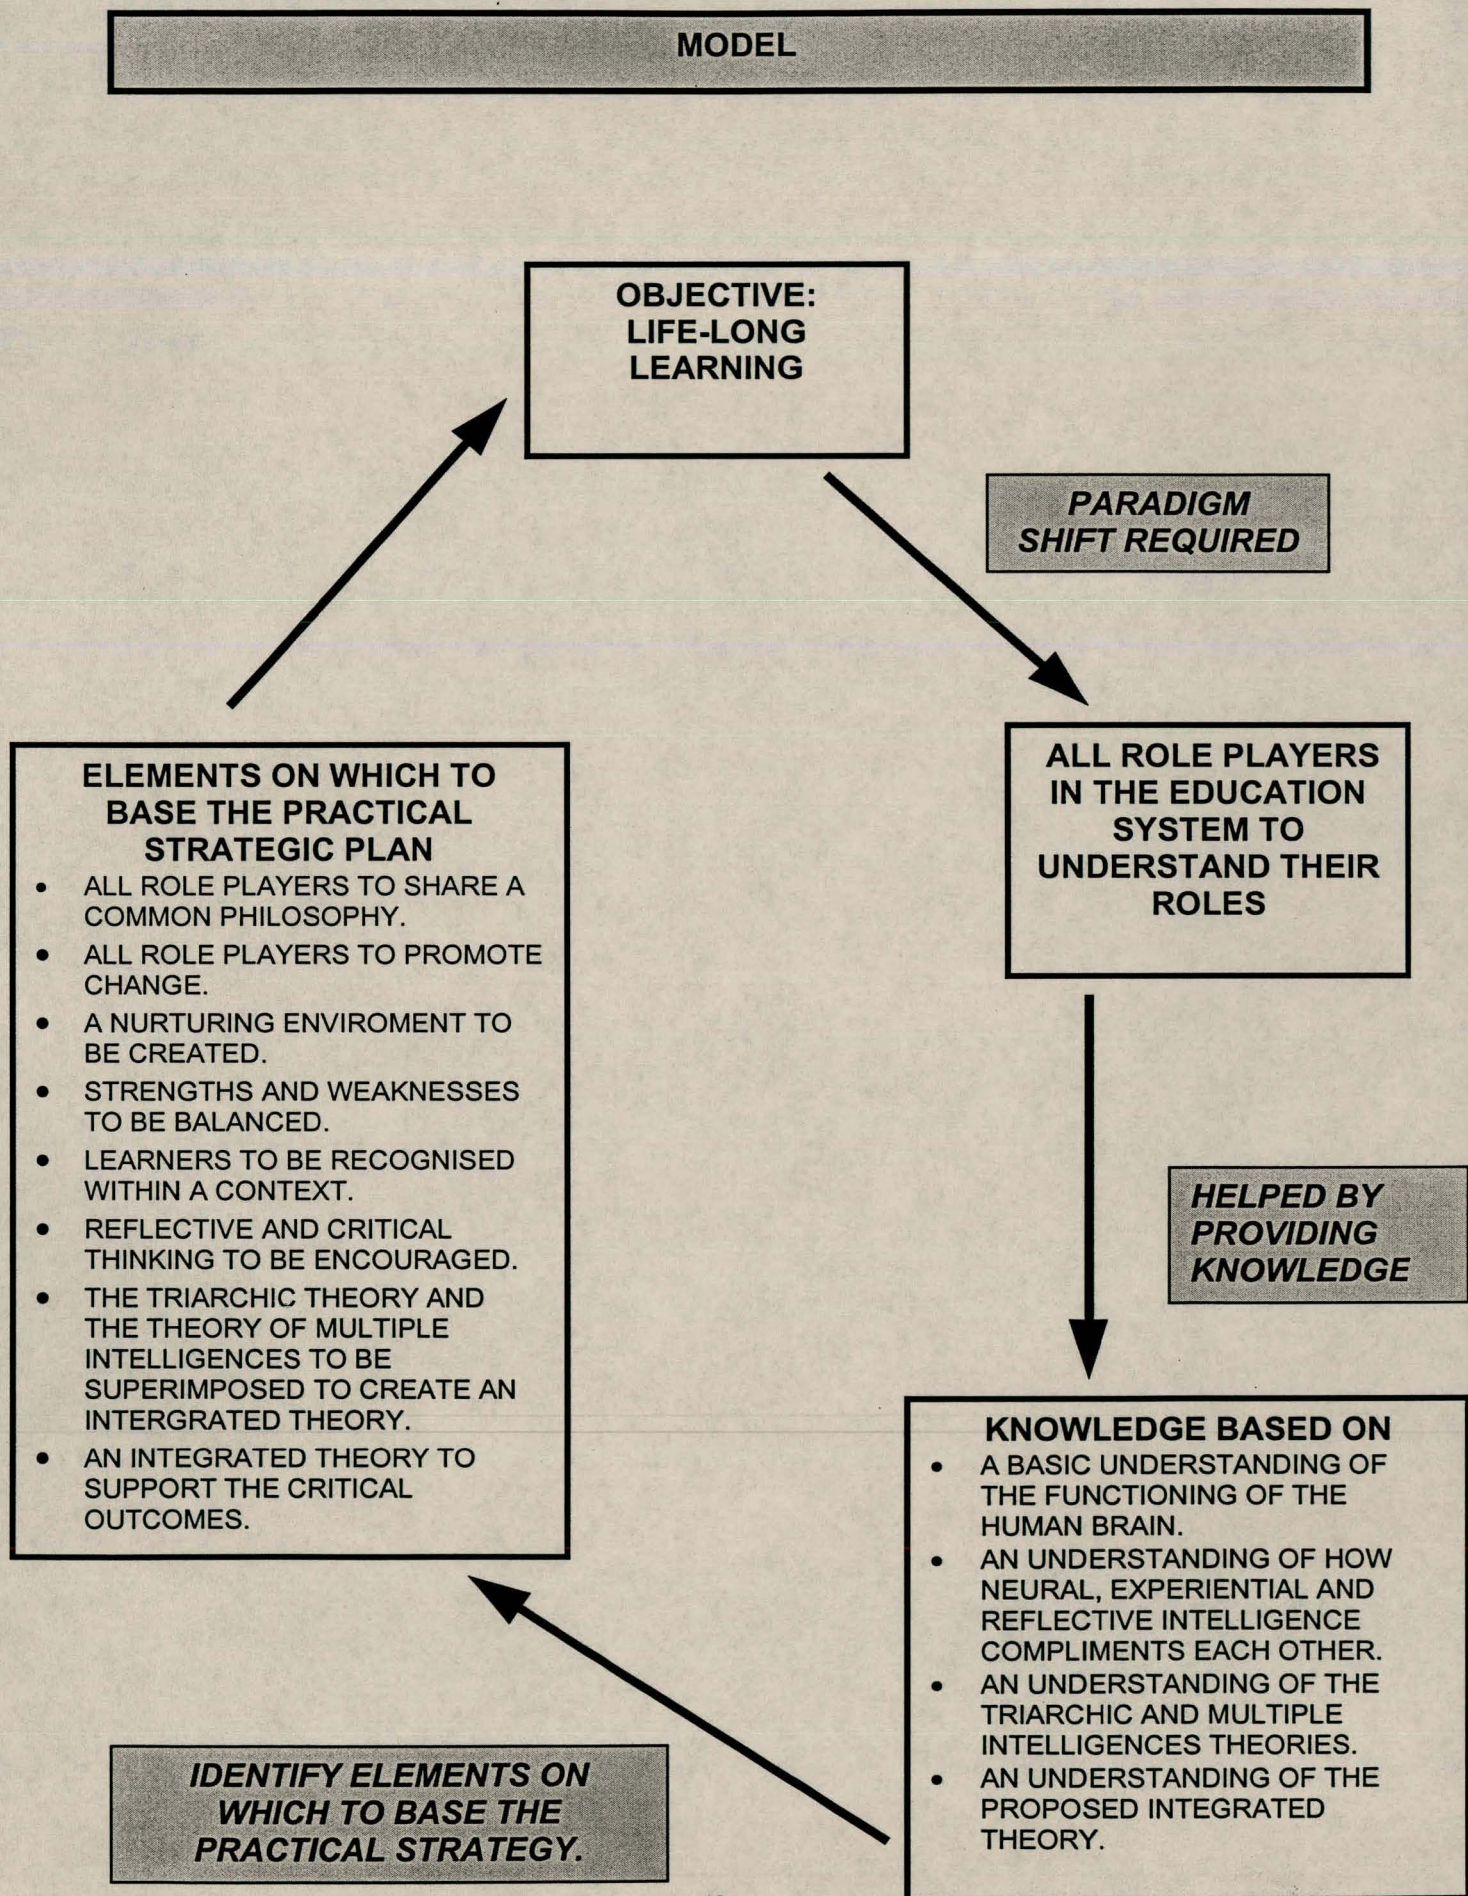 MODEL
OBJECTIVE:
LIFE-LONG
LEARNING
PARADIGM
SHIFT REQUIRED
ALL ROLE PLAYERS
IN THE EDUCATION
SYSTEM TO
UNDERSTAND THEIR
ROLES
HELPED BY
PROVIDING
KNOWLEDGE
KNOWLEDGE BASED ON
• A BASIC UNDERSTANDING OF
THE FUNCTIONING OF THE
HUMAN BRAIN.
• AN UNDERSTANDING OF HOW
NEURAL, EXPERIENTIAL AND
REFLECTIVE INTELLIGENCE
COMPLIMENTS EACH OTHER.
• AN UNDERSTANDING OF THE
TRIARCHIC AND MULTIPLE
INTELLIGENCES THEORIES.
• AN UNDERSTANDING OF THE
PROPOSED INTEGRATED
THEORY.
IDENTIFY ELEMENTS ON
WHICH TO BASE THE
PRACTICAL STRATEGY.
ELEMENTS ON WHICH TO
BASE THE PRACTICAL
STRATEGIC PLAN
• ALL ROLE PLAYERS TO SHARE A
COMMON PHILOSOPHY.
• ALL ROLE PLAYERS TO PROMOTE
CHANGE.
• A NURTURING ENVIROMENT TO
BE CREATED.
• STRENGTHS AND WEAKNESSES
TO BE BALANCED.
• LEARNERS TO BE RECOGNISED
WITHIN A CONTEXT.
• REFLECTIVE AND CRITICAL
THINKING TO BE ENCOURAGED.
• THE TRIARCHIC THEORY AND
THE THEORY OF MULTIPLE
INTELLIGENCES TO BE
SUPERIMPOSED TO CREATE AN
INTERGRATED THEORY.
• AN INTEGRATED THEORY TO
SUPPORT THE CRITICAL
OUTCOMES.